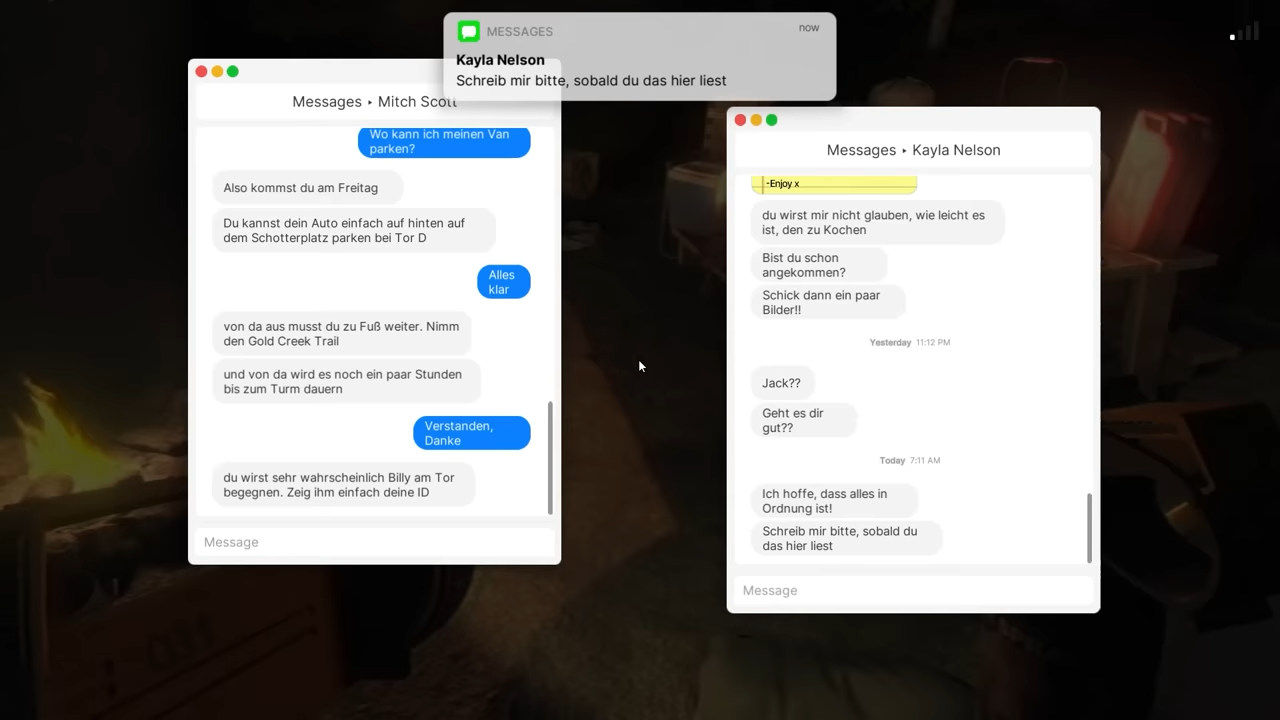 MESSAGES
now
Kayla Nelson
Schreib mir bitte, sobald du das hier liest
Messages ‣ Mitch Scott
Wo kann ich meinen Van
parken?
Also kommst du am Freitag
Du kannst dein Auto einfach auf hinten auf
dem Schotterplatz parken bei Tor D
Alles
klar
von da aus musst du zu Fuß weiter. Nimm
den Gold Creek Trail
und von da wird es noch ein paar Stunden
bis zum Turm dauern
Verstanden,
Danke
du wirst sehr wahrscheinlich Billy am Tor
begegnen. Zeig ihm einfach deine ID
Message
Messages ‣ Kayla Nelson
-Enjoy x
du wirst mir nicht glauben, wie leicht es
ist, den zu Kochen
Bist du schon
angekommen?
Schick dann ein paar
Bilder!!
Yesterday 11:12 PM
Jack??
Geht es dir
gut??
Today 7:11 AM
Ich hoffe, dass alles in
Ordnung ist!
Schreib mir bitte, sobald du
das hier liest
Message